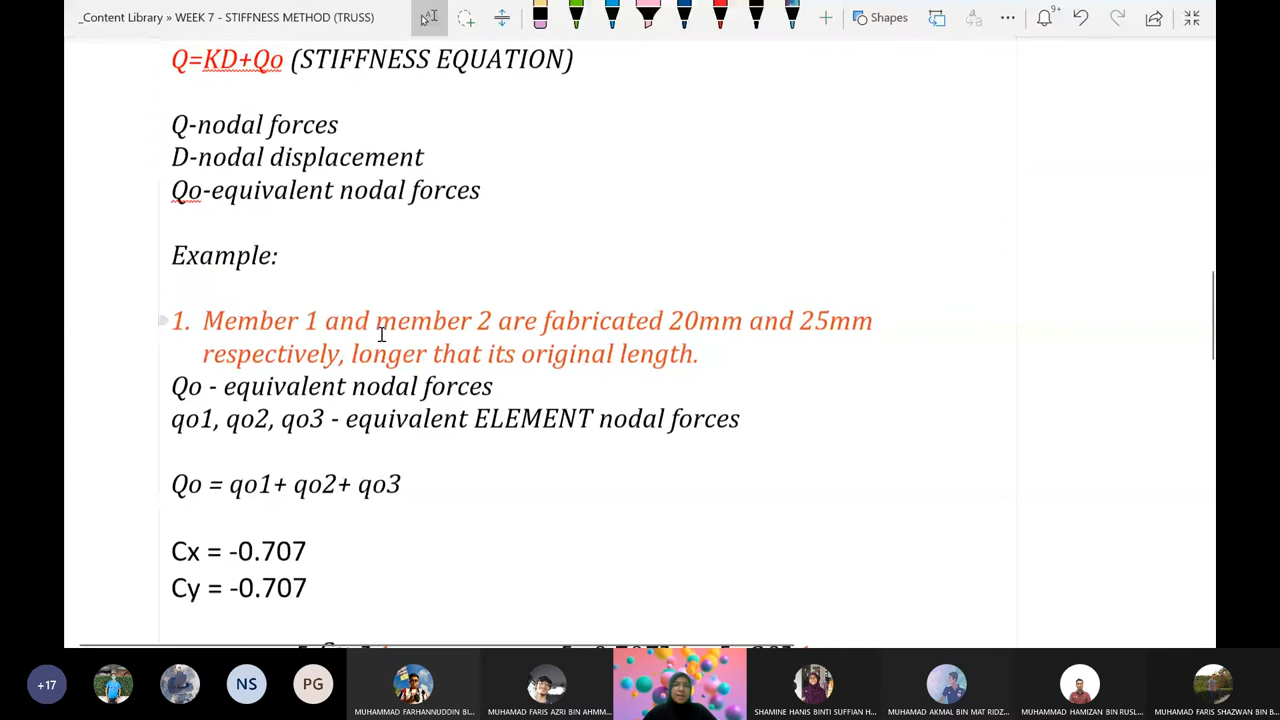 _Content Library » WEEK 7 - STIFFNESS METHOD (TRUSS)
Shapes
9+
Q=KD+Qo (STIFFNESS EQUATION)
Q-nodal forces
D-nodal displacement
Qo-equivalent nodal forces
Example:
1. Member 1 and member 2 are fabricated 20mm and 25mm
respectively, longer that its original length.
Qo - equivalent nodal forces
qo1, qo2, qo3 - equivalent ELEMENT nodal forces
Qo = qo1+ qo2+ qo3
Cx = -0.707
Cy = -0.707
+17
NS
PG
MUHAMMAD FARHANNUDDIN BI...
MUHAMAD FARIS AZRI BIN AHMM...
SHAMINE HANIS BINTI SUFFIAN H...
MUHAMAD AKMAL BIN MAT RIDZ...
MUHAMMAD HAMIZAN BIN RUSL...
MUHAMAD FARIS SHAZWAN BIN S...